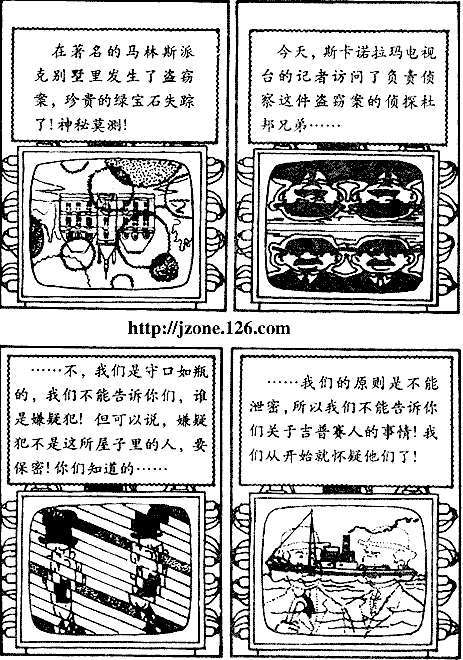 在著名的马林斯派
克别墅里发生了盗窃
案，珍贵的绿宝石失踪
了！神秘莫测！
今天，斯卡诺拉玛电视
台的记者访问了负责侦
察这件盗窃案的侦探杜
邦兄弟……
http://jzone.126.com
……不，我们是守口如瓶
的，我们不能告诉你们，谁
是嫌疑犯！但可以说，嫌疑
犯不是这所屋子里的人，要
保密！你们知道的……
……我们的原则是不能
泄密，所以我们不能告诉你
们关于吉普赛人的事情！我
们从开始就怀疑他们了！